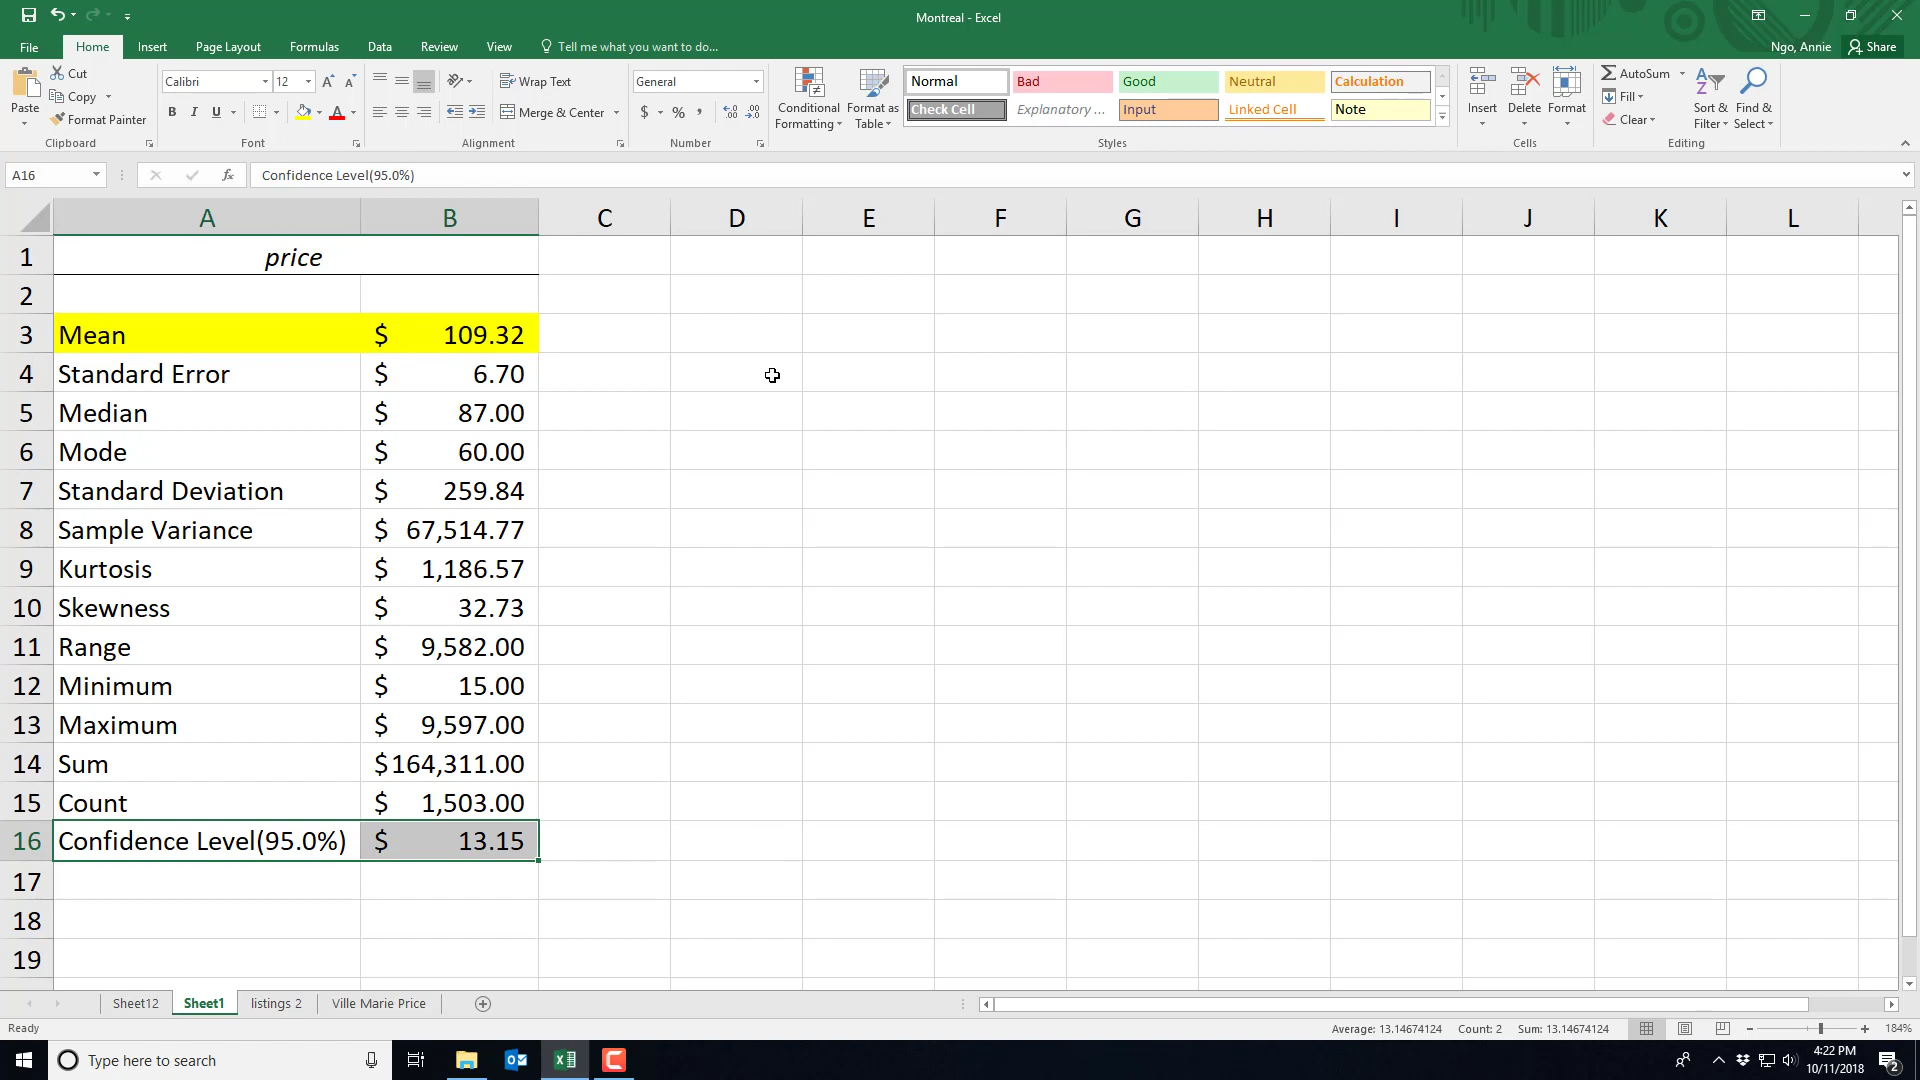 Montreal - Excel
File Home Insert Page Layout Formulas Data Review View Tell me what you want to do... Ngo, Annie Share
Paste
Cut
Copy
Format Painter
Clipboard
Calibri 12
B I U
Font
Wrap Text
Merge & Center
Alignment
General
$ % ,
Number
Conditional Formatting
Format as Table
Normal Bad Good Neutral Calculation
Check Cell Explanatory ... Input Linked Cell Note
Styles
Insert Delete Format
Cells
AutoSum
Fill
Clear
Sort & Filter
Find & Select
Editing
A16 fx Confidence Level(95.0%)
A B C D E F G H I J K L
1 price
2
3 Mean $ 109.32
4 Standard Error $ 6.70
5 Median $ 87.00
6 Mode $ 60.00
7 Standard Deviation $ 259.84
8 Sample Variance $ 67,514.77
9 Kurtosis $ 1,186.57
10 Skewness $ 32.73
11 Range $ 9,582.00
12 Minimum $ 15.00
13 Maximum $ 9,597.00
14 Sum $164,311.00
15 Count $ 1,503.00
16 Confidence Level(95.0%) $ 13.15
17
18
19
Sheet12 Sheet1 listings 2 Ville Marie Price
Ready Average: 13.14674124 Count: 2 Sum: 13.14674124 184%
Type here to search
4:22 PM
10/11/2018
2